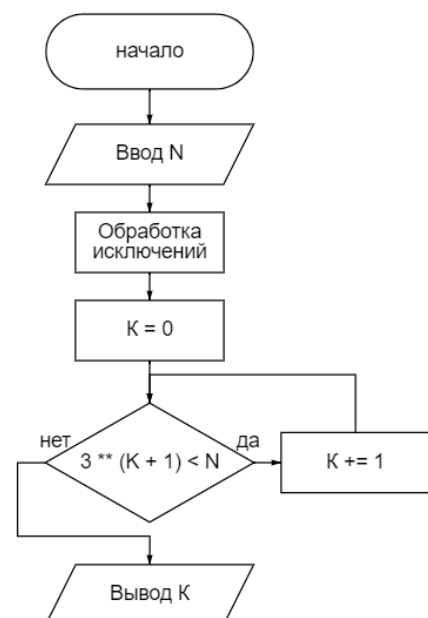 начало
Ввод N
Обработка
исключений
К = 0
нет
да
3 ** (К + 1) < N
К += 1
Вывод К